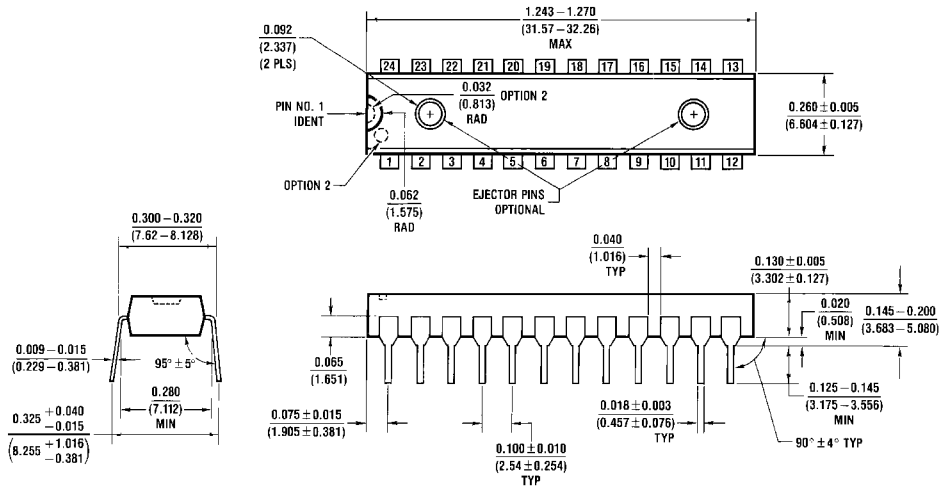 1.243–1.270
(31.57–32.26)
MAX
0.092
(2.337)
(2 PLS)
24 23 22 21 20 19 18 17 16 15 14 13
0.032
(0.813)
RAD
OPTION 2
PIN NO. 1
IDENT
0.260±0.005
(6.604±0.127)
1 2 3 4 5 6 7 8 9 10 11 12
OPTION 2
0.062
(1.575)
RAD
EJECTOR PINS
OPTIONAL
0.300–0.320
(7.62–8.128)
0.040
(1.016)
TYP
0.130±0.005
(3.302±0.127)
0.020
(0.508)
MIN
0.145–0.200
(3.683–5.080)
0.009–0.015
(0.229–0.381)
95°±5°
0.280
(7.112)
MIN
0.325 +0.040 −0.015
(8.255 +1.016 −0.381)
0.065
(1.651)
0.075±0.015
(1.905±0.381)
0.100±0.010
(2.54±0.254)
TYP
0.018±0.003
(0.457±0.076)
TYP
0.125–0.145
(3.175–3.556)
MIN
90°±4° TYP